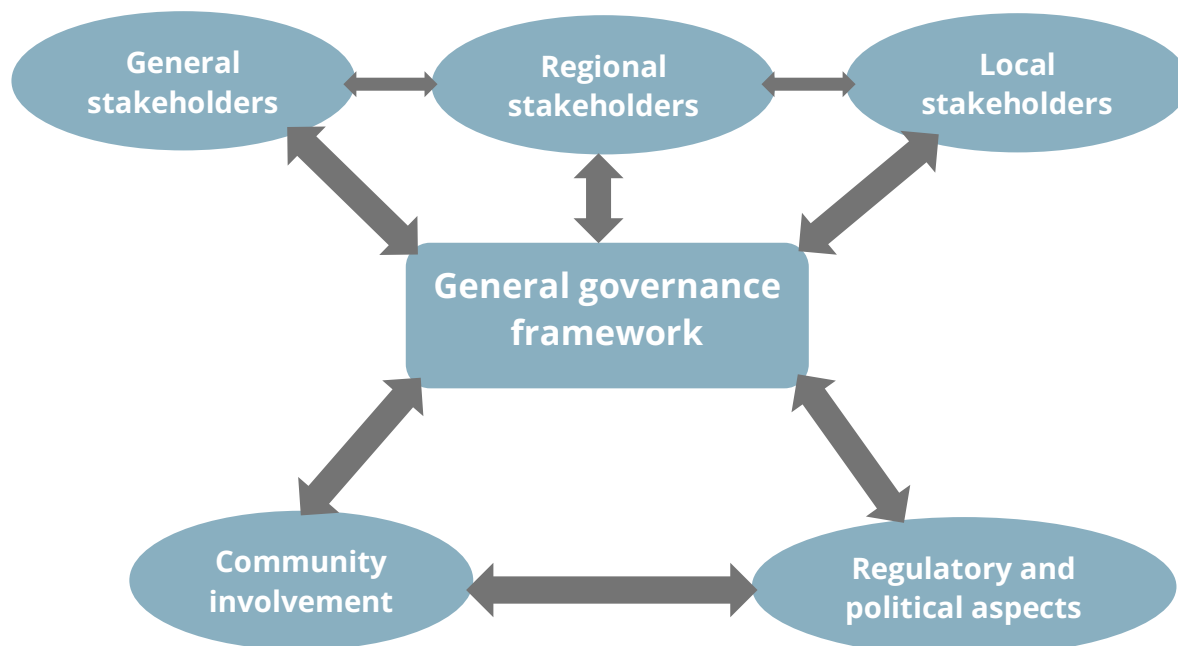 General
stakeholders
Regional
stakeholders
Local
stakeholders
General governance
framework
Community
involvement
Regulatory and
political aspects